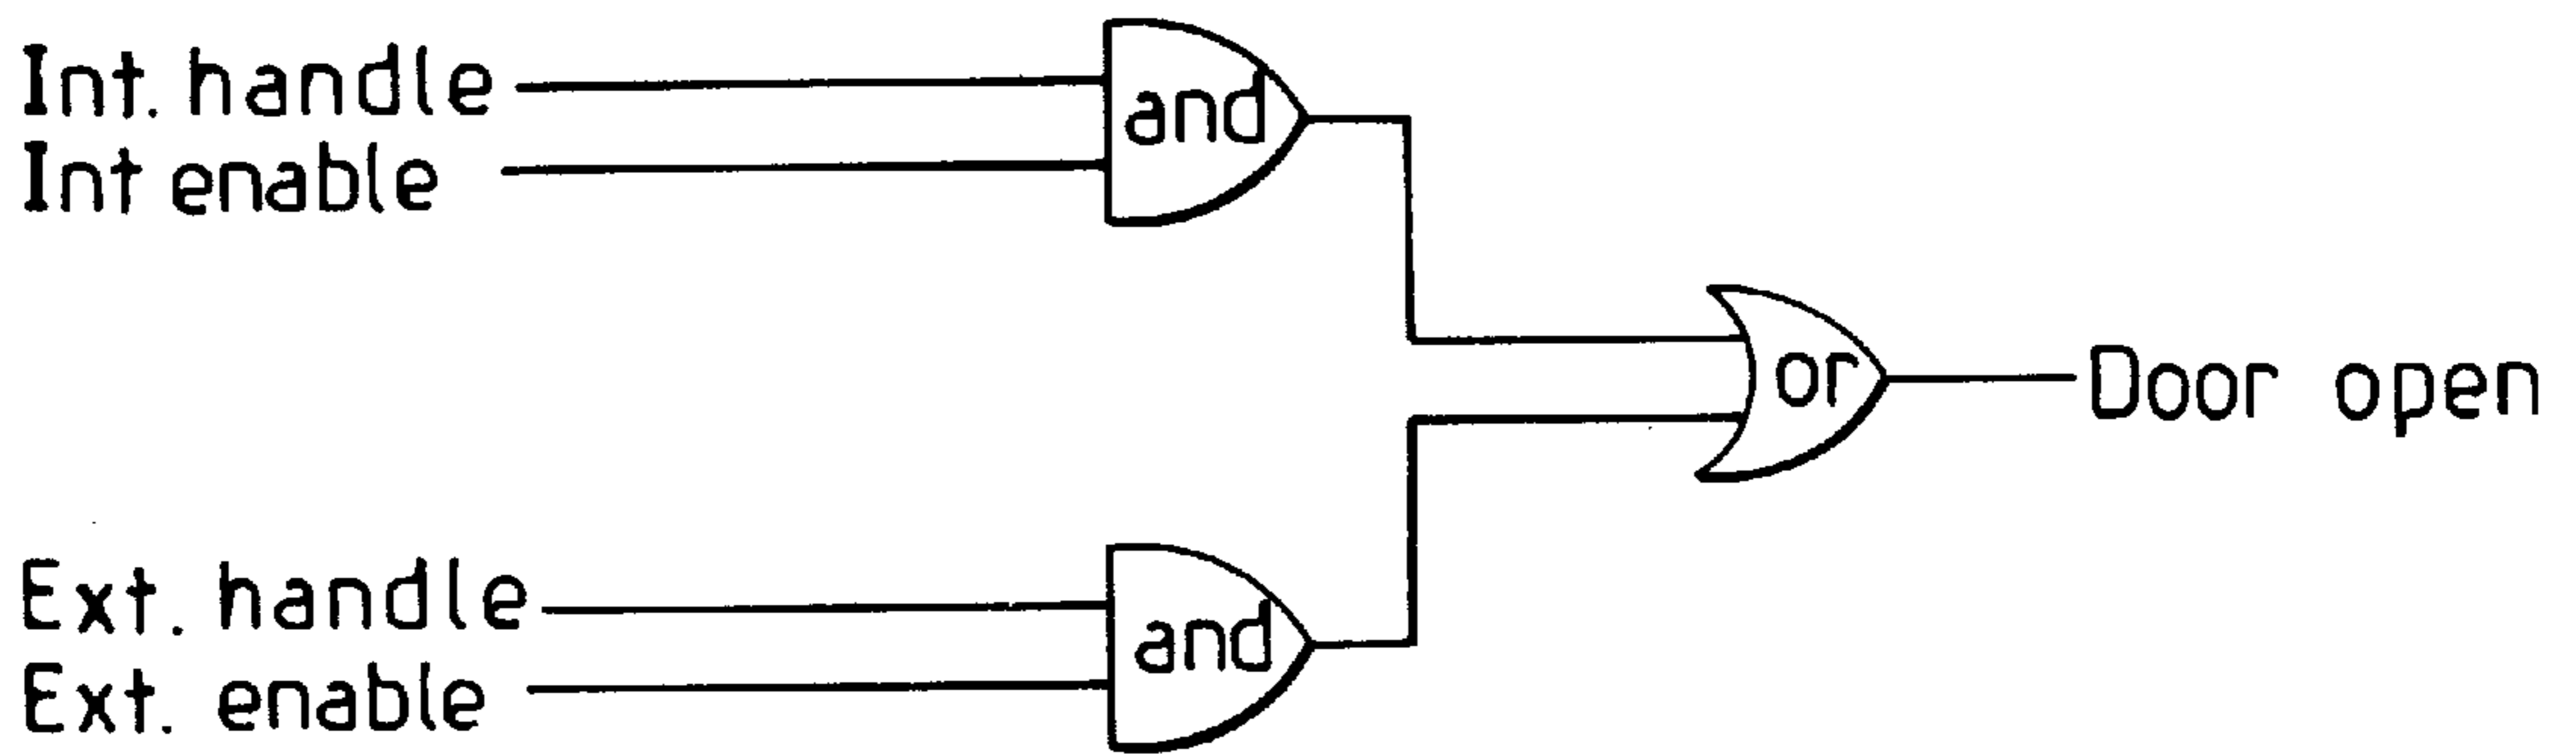 Int. handle
Int enable
and
or
Door open
Ext. handle
Ext. enable
and